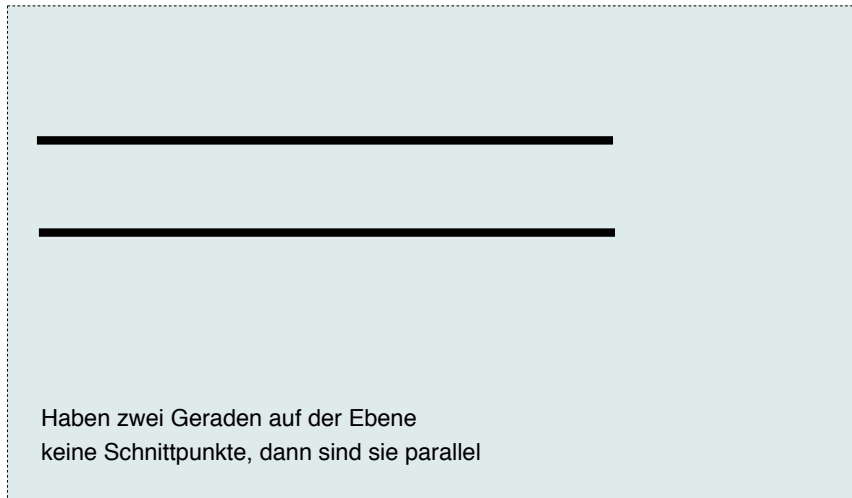 Haben zwei Geraden auf der Ebene
keine Schnittpunkte, dann sind sie parallel